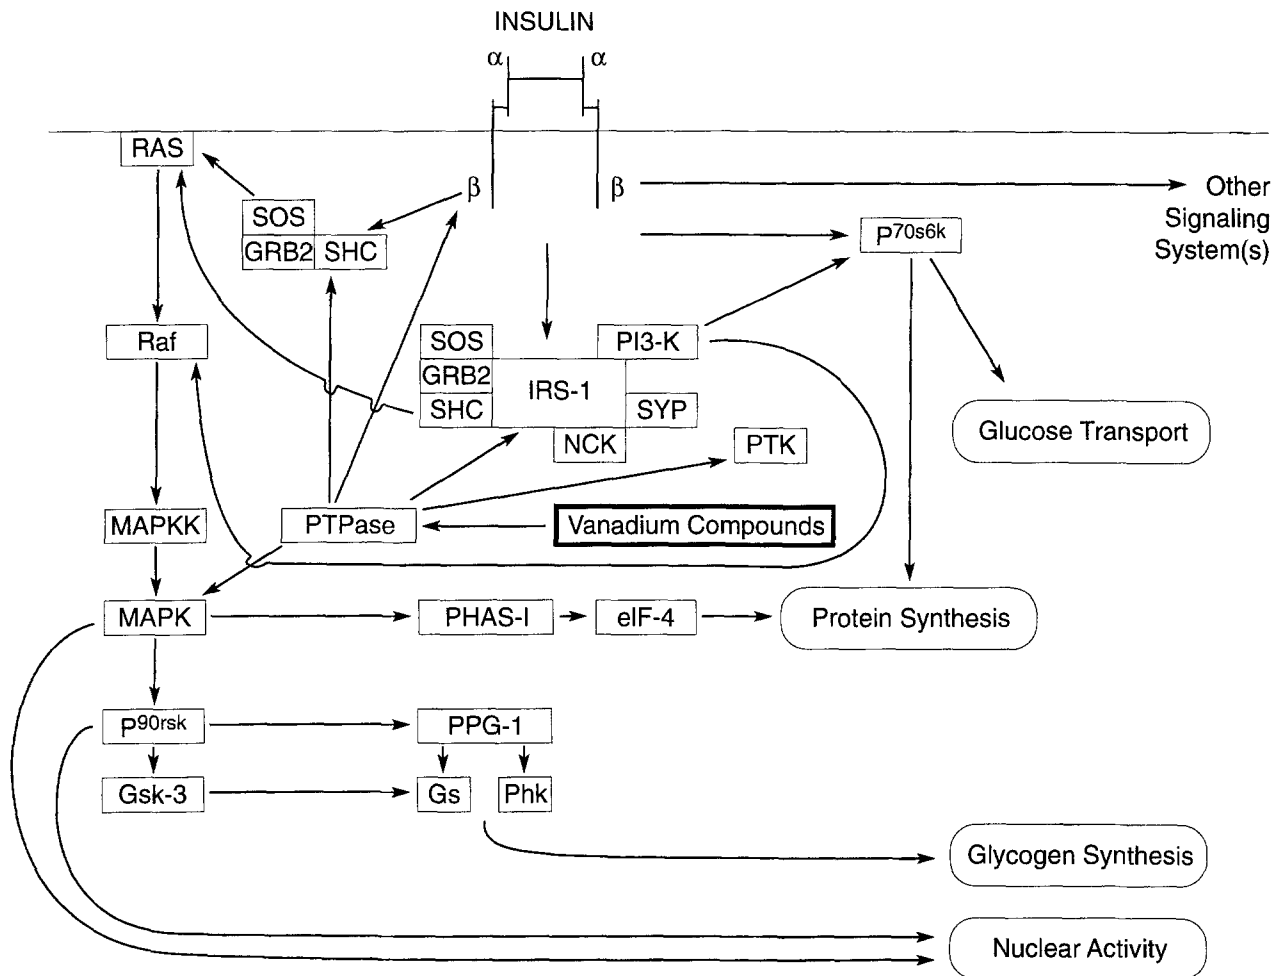 INSULIN
α α
RAS
β β
Other
Signaling
System(s)
SOS
GRB2 SHC
P70s6k
Raf
SOS
PI3-K
GRB2
IRS-1
SHC
SYP
NCK
PTK
Glucose Transport
MAPKK
PTPase
Vanadium Compounds
MAPK
PHAS-I
eIF-4
Protein Synthesis
P90rsk
PPG-1
Gsk-3
Gs
Phk
Glycogen Synthesis
Nuclear Activity